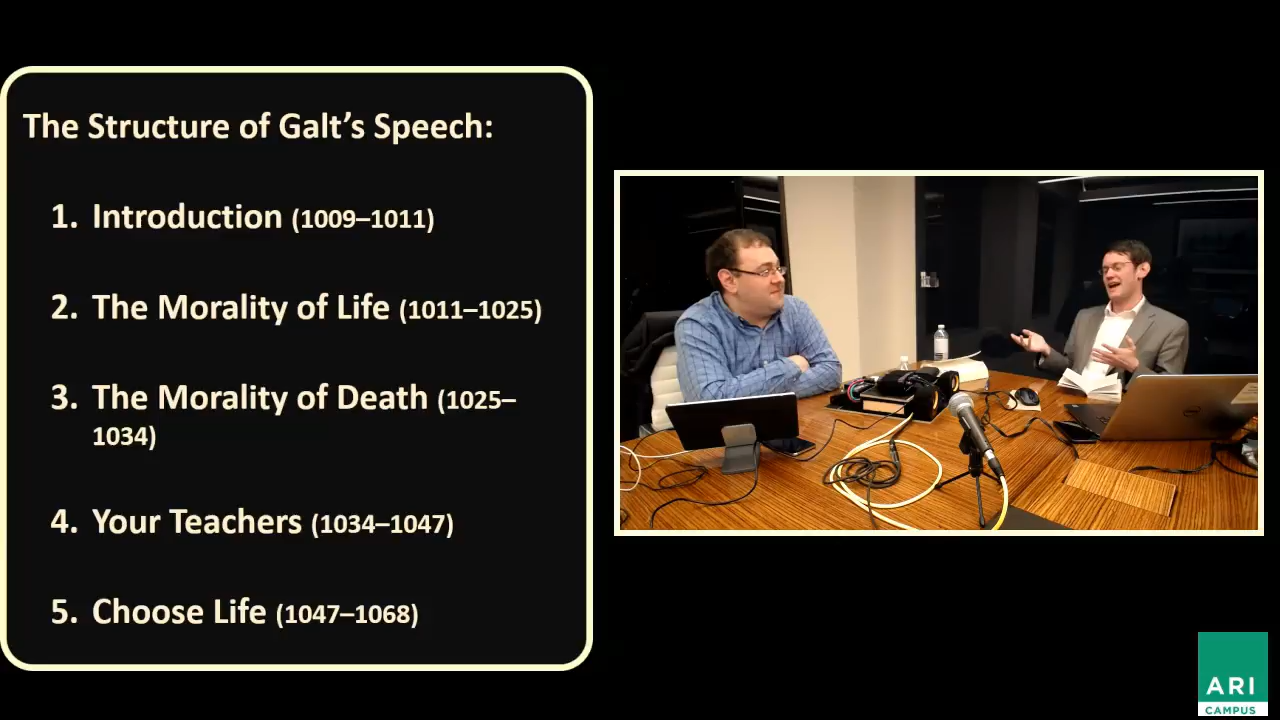 The Structure of Galt’s Speech:
1. Introduction (1009–1011)
2. The Morality of Life (1011–1025)
3. The Morality of Death (1025–
1034)
4. Your Teachers (1034–1047)
5. Choose Life (1047–1068)
ARI
CAMPUS